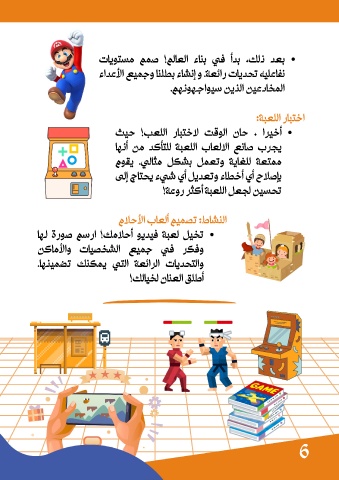 • بعد ذلك، بدأ في بناء العالم! صمم مستويات
تفاعليه تحديات رائعة. و إنشاء بطلنا وجميع الأعداء
المخادعين الذين سيواجهونهم.
اختبار اللعبة:
• أخيرا ، حان الوقت لاختبار اللعب! حيث
يجرب صانع الالعاب اللعبة للتأكد من أنها
ممتعة للغاية وتعمل بشكل مثالي. يقوم
بإصلاح أي أخطاء وتعديل أي شيء يحتاج إلى
تحسين لجعل اللعبة أكثر روعة!
النشاط: تصميم ألعاب الأحلام
• تخيل لعبة فيديو أحلامك! ارسم صورة لها
وفكر في جميع الشخصيات والأماكن
والتحديات الرائعة التي يمكنك تضمينها.
أطلق العنان لخيالك!
GAME
6